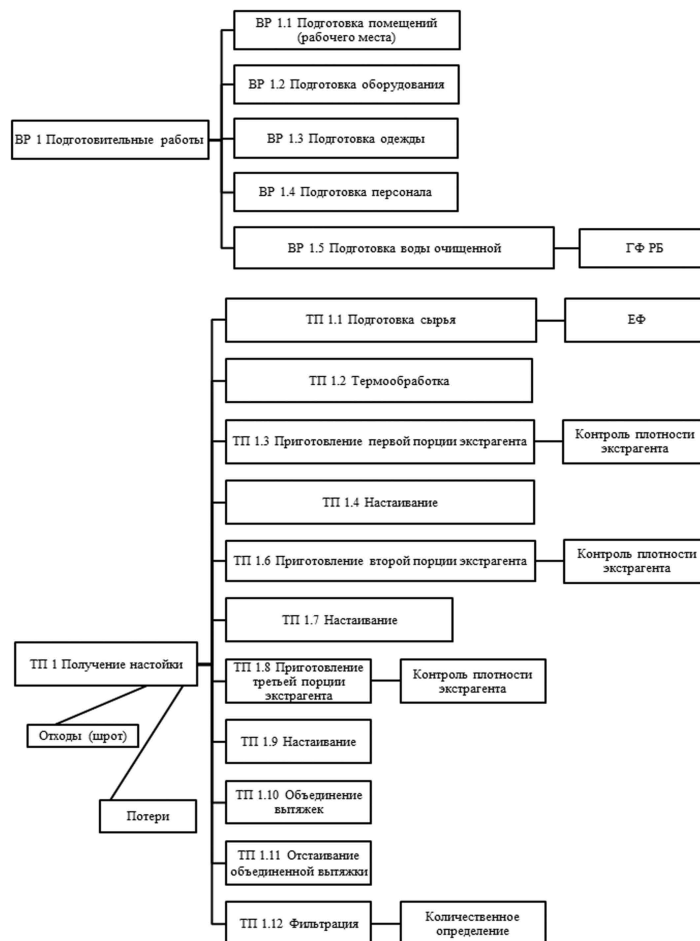 ВР 1.1 Подготовка помещений
(рабочего места)
ВР 1.2 Подготовка оборудования
ВР 1 Подготовительные работы
ВР 1.3 Подготовка одежды
ВР 1.4 Подготовка персонала
ВР 1.5 Подготовка воды очищенной
ГФ РБ
ТП 1.1 Подготовка сырья
ЕФ
ТП 1.2 Термообработка
ТП 1.3 Приготовление первой порции экстрагента
Контроль плотности
экстрагента
ТП 1.4 Настаивание
ТП 1.6 Приготовление второй порции экстрагента
Контроль плотности
экстрагента
ТП 1.7 Настаивание
ТП 1 Получение настойки
ТП 1.8 Приготовление
третьей порции
экстрагента
Контроль плотности
экстрагента
Отходы (шрот)
ТП 1.9 Настаивание
ТП 1.10 Объединение
вытяжек
Потери
ТП 1.11 Отстаивание
объединенной вытяжки
ТП 1.12 Фильтрация
Количественное
определение